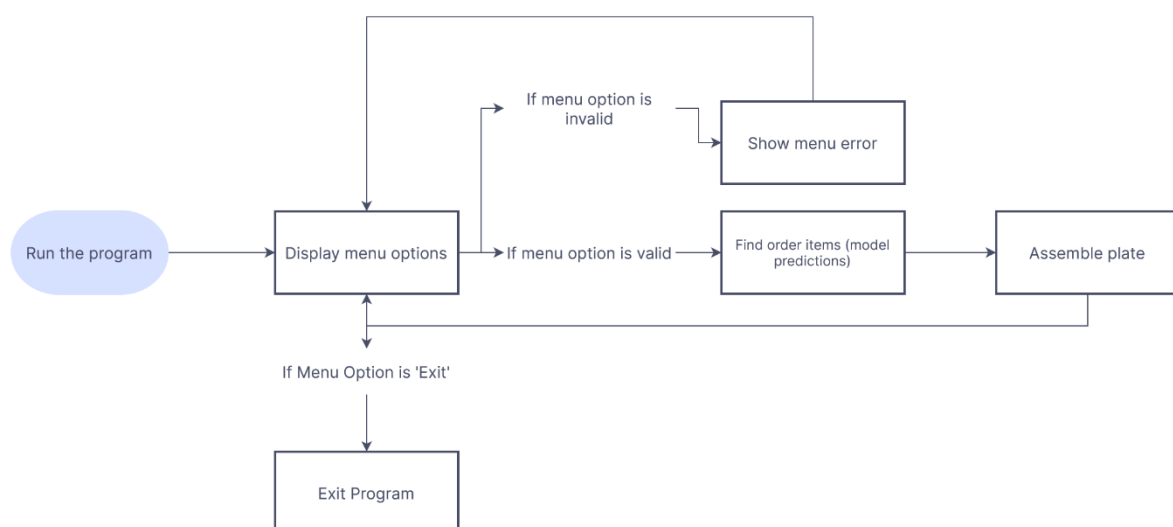 If menu option is
invalid
Show menu error
Run the program
Display menu options
If menu option is valid
Find order items (model
predictions)
Assemble plate
If Menu Option is 'Exit'
Exit Program